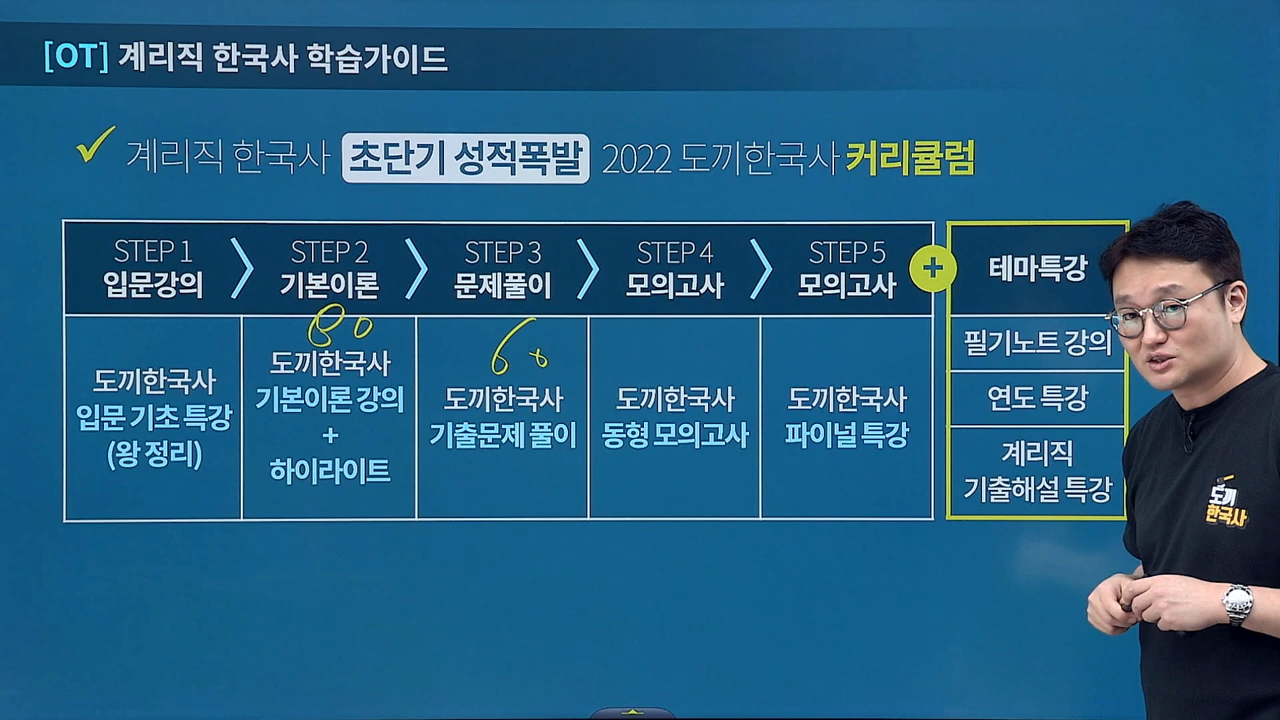 [OT] 계리직 한국사 학습가이드
계리직 한국사 초단기 성적폭발 2022 도끼한국사 커리큘럼
STEP 1
입문강의
STEP 2
기본이론
STEP 3
문제풀이
STEP 4
모의고사
STEP 5
모의고사
+
테마특강
도끼한국사
입문 기초 특강
(왕 정리)
80
도끼한국사
기본이론 강의
+
하이라이트
도끼한국사
기출문제 풀이
도끼한국사
동형 모의고사
도끼한국사
파이널 특강
필기노트 강의
연도 특강
계리직
기출해설 특강
도끼
한국사